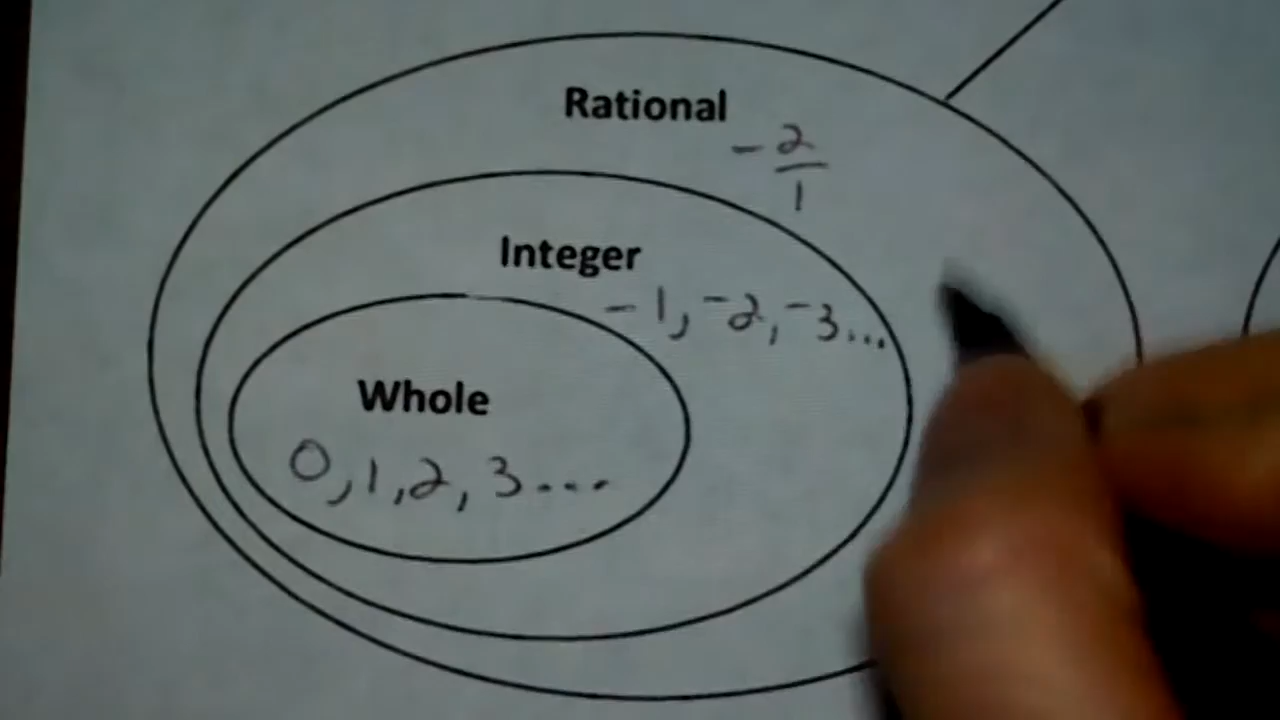 Rational
-2/1
Integer
-1, -2, -3...
Whole
0, 1, 2, 3....